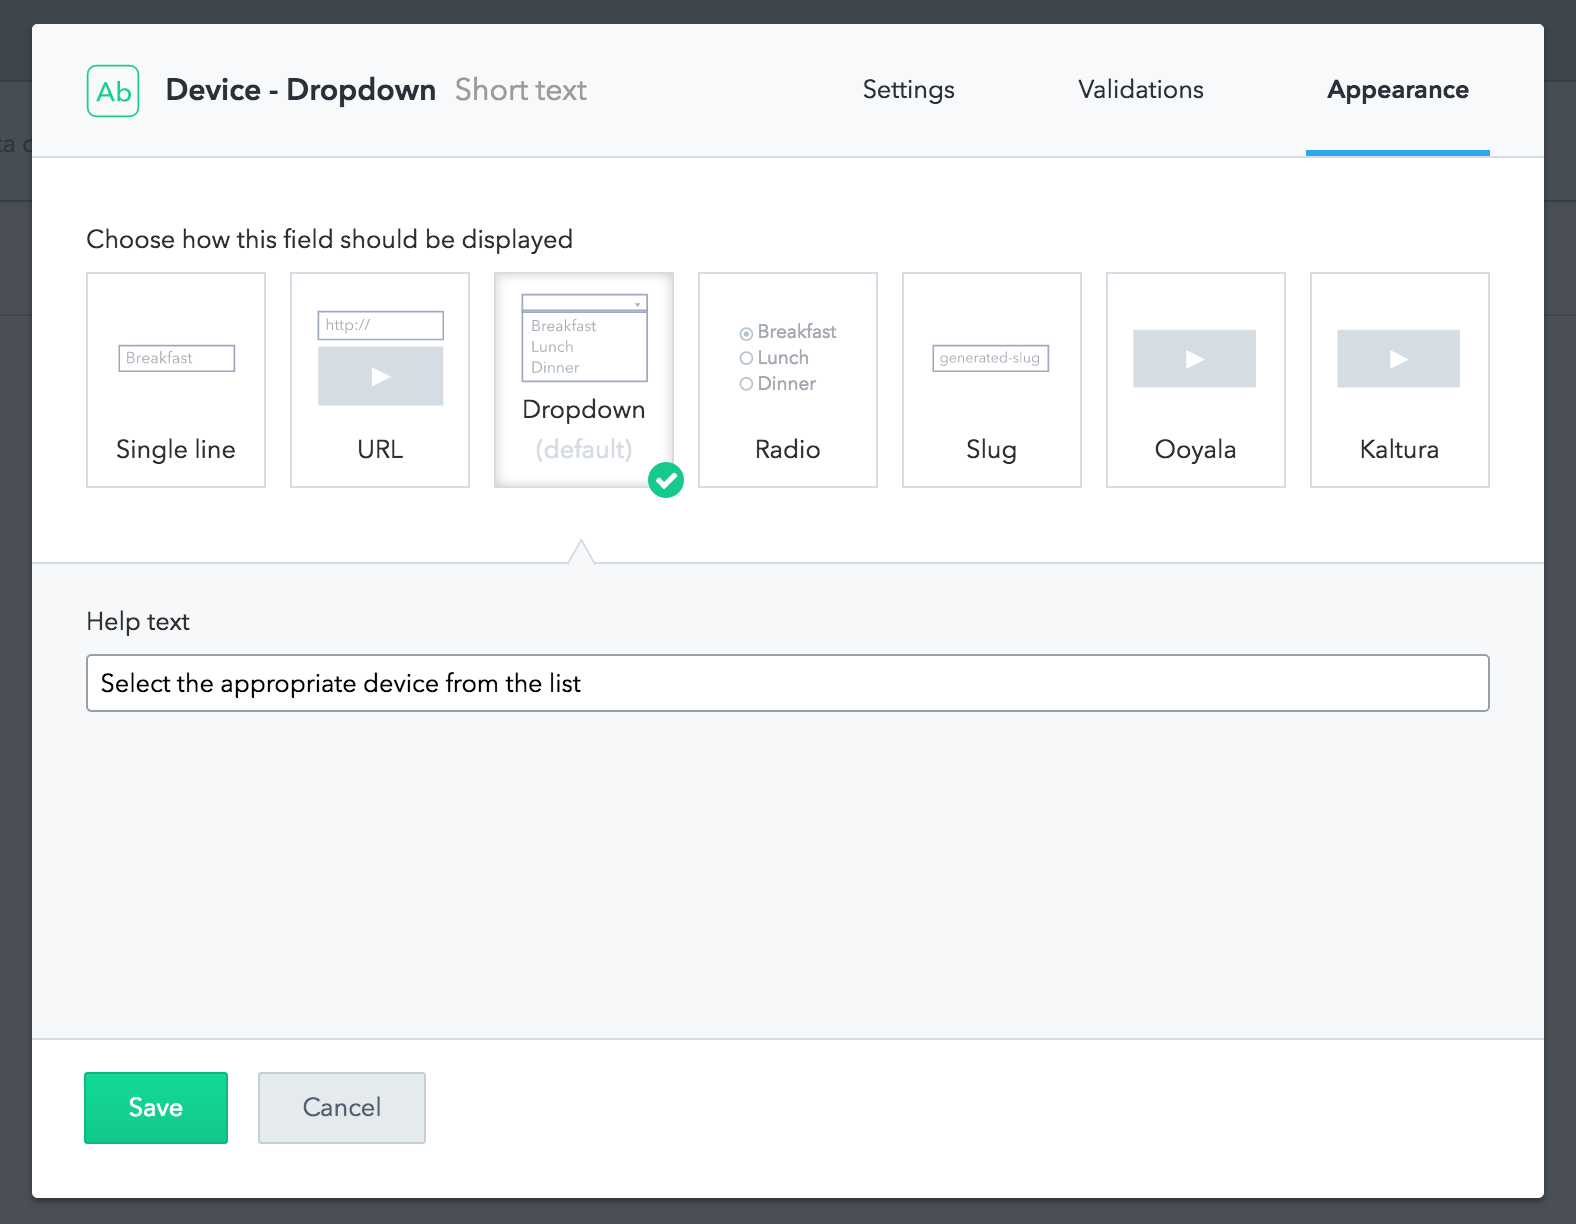 Ab Device - Dropdown Short text Settings Validations Appearance
Choose how this field should be displayed
Breakfast
Single line
http://
URL
Breakfast
Lunch
Dinner
Dropdown
(default)
Breakfast
Lunch
Dinner
Radio
generated-slug
Slug
Ooyala
Kaltura
Help text
Select the appropriate device from the list
Save Cancel